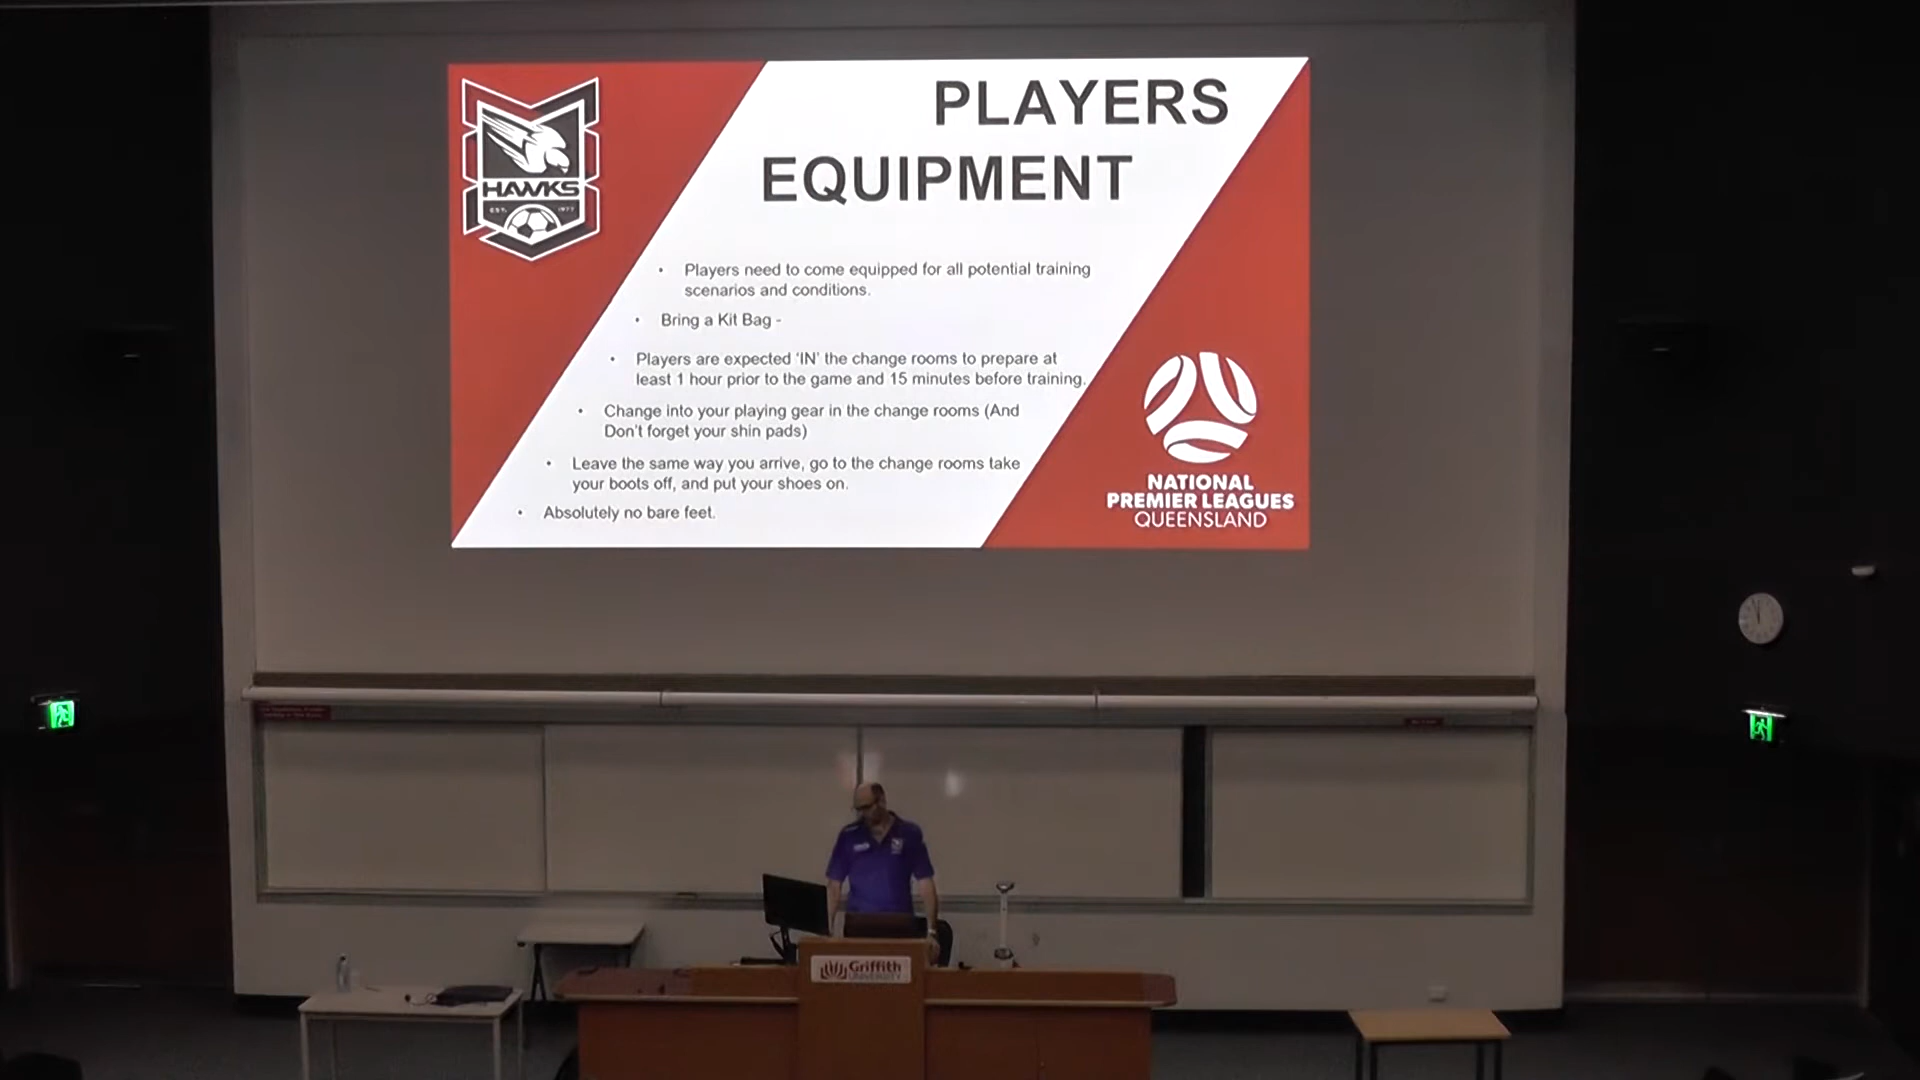 PLAYERS
EQUIPMENT
HAWKS
EST. 1977
• Players need to come equipped for all potential training
scenarios and conditions.
• Bring a Kit Bag -
• Players are expected ‘IN’ the change rooms to prepare at
least 1 hour prior to the game and 15 minutes before training.
• Change into your playing gear in the change rooms (And
Don't forget your shin pads)
• Leave the same way you arrive, go to the change rooms take
your boots off, and put your shoes on.
• Absolutely no bare feet.
NATIONAL
PREMIER LEAGUES
QUEENSLAND
Griffith
UNIVERSITY